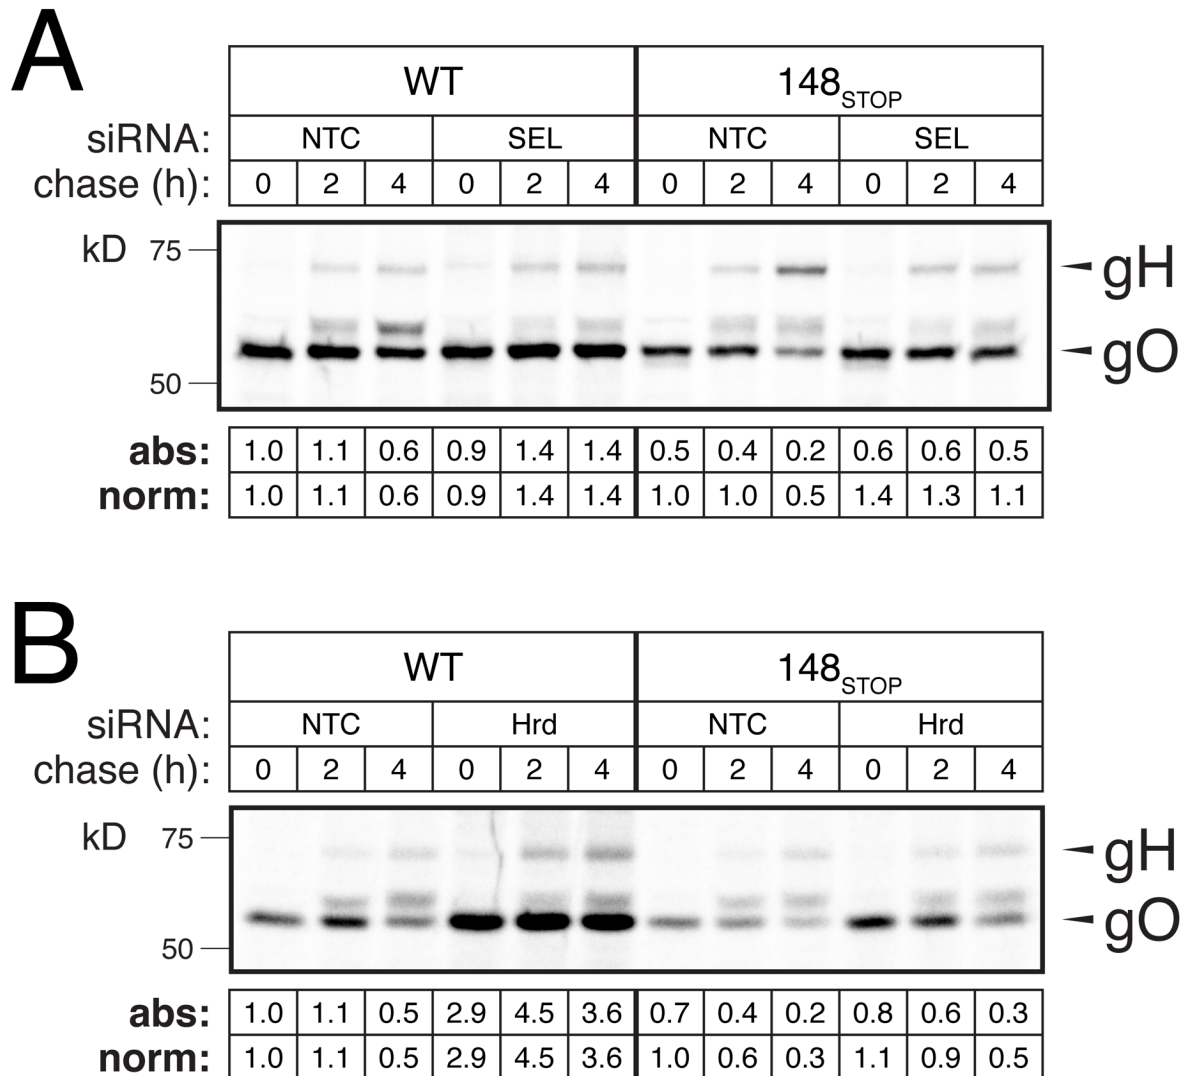 A
WT 148STOP
siRNA: NTC SEL NTC SEL
chase (h): 0 2 4 0 2 4 0 2 4 0 2 4
kD 75 gH
gO
50
abs: 1.0 1.1 0.6 0.9 1.4 1.4 0.5 0.4 0.2 0.6 0.6 0.5
norm: 1.0 1.1 0.6 0.9 1.4 1.4 1.0 1.0 0.5 1.4 1.3 1.1
B
WT 148STOP
siRNA: NTC Hrd NTC Hrd
chase (h): 0 2 4 0 2 4 0 2 4 0 2 4
kD 75 gH
gO
50
abs: 1.0 1.1 0.5 2.9 4.5 3.6 0.7 0.4 0.2 0.8 0.6 0.3
norm: 1.0 1.1 0.5 2.9 4.5 3.6 1.0 0.6 0.3 1.1 0.9 0.5